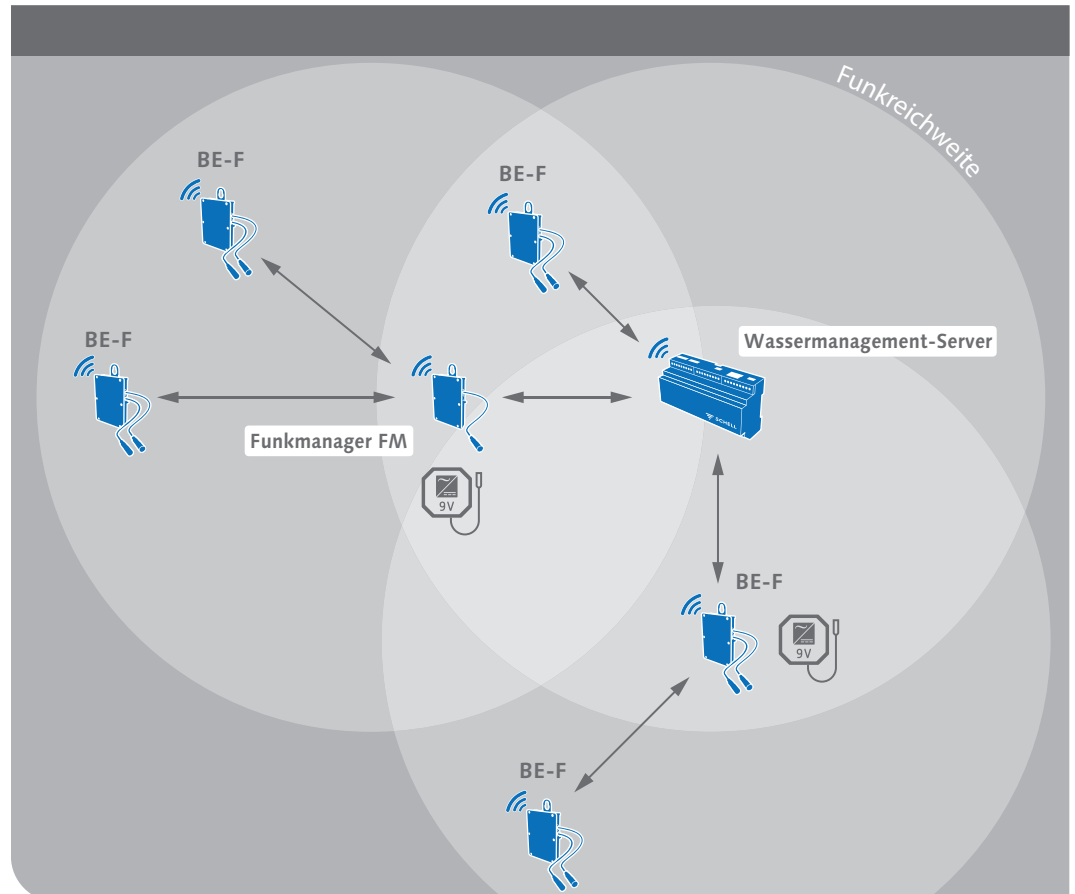 Funkreichweite
BE-F
BE-F
BE-F
Wassermanagement-Server
SCHELL
Funkmanager FM
9V
BE-F
9V
BE-F